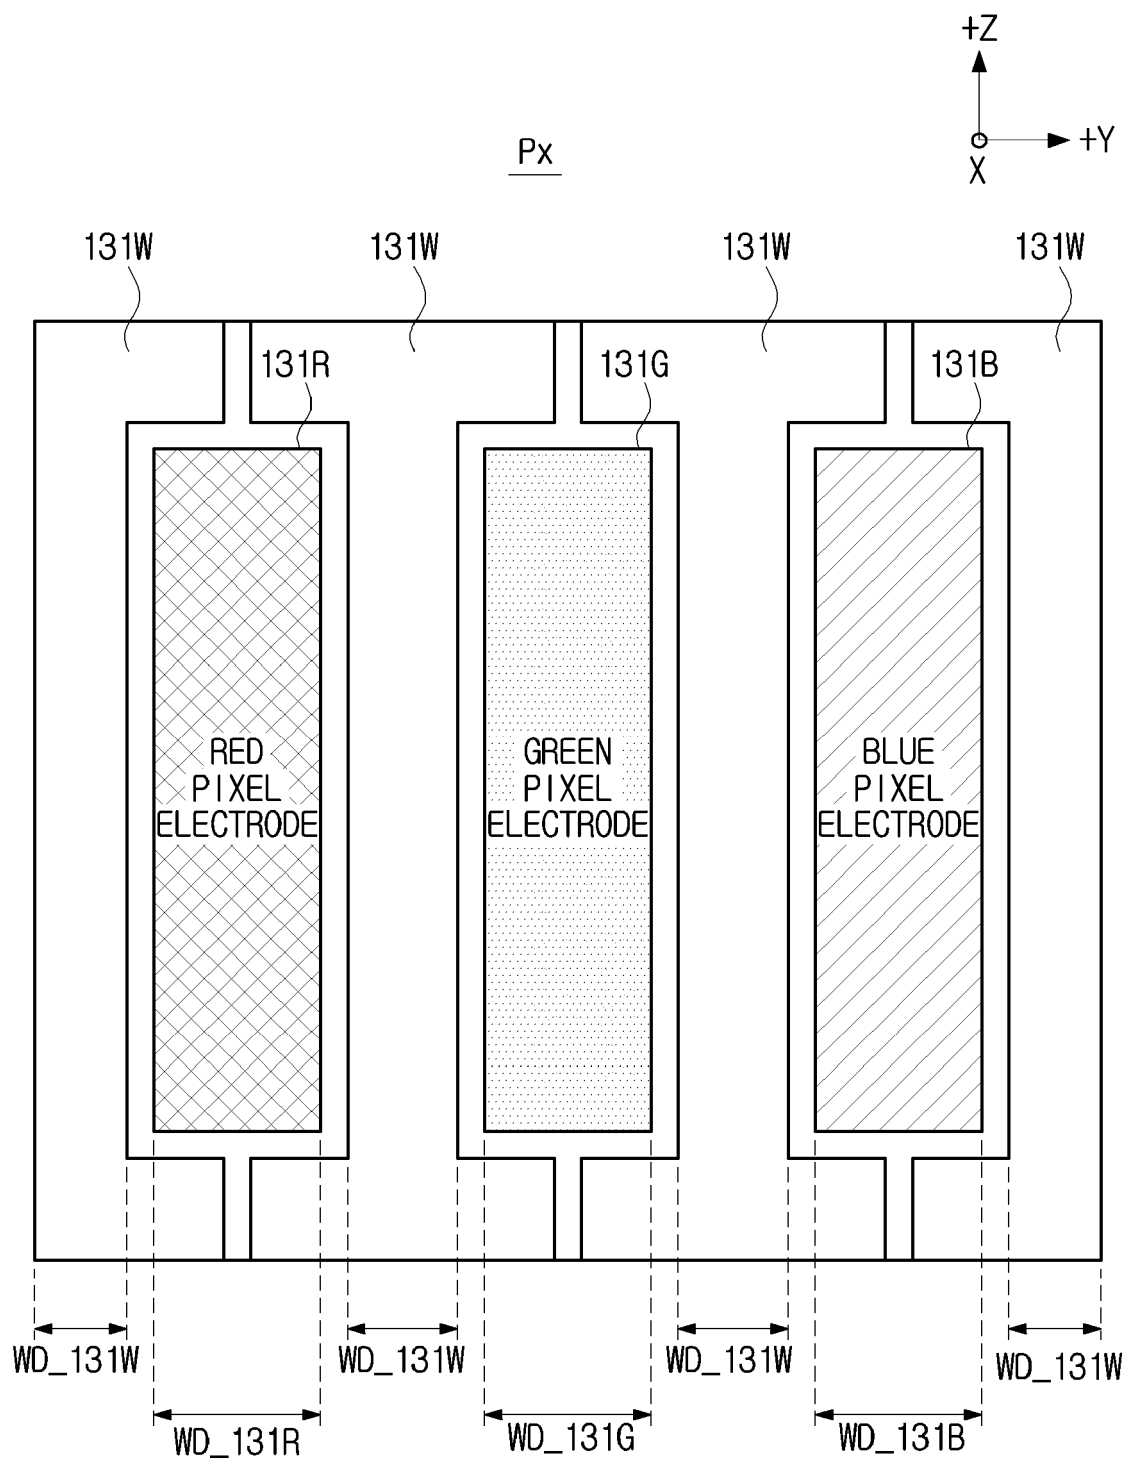 +Z
+Y
X
Px
131W
131W
131W
131W
131R
131G
131B
RED
PIXEL
ELECTRODE
GREEN
PIXEL
ELECTRODE
BLUE
PIXEL
ELECTRODE
WD_131W
WD_131W
WD_131W
WD_131W
WD_131R
WD_131G
WD_131B